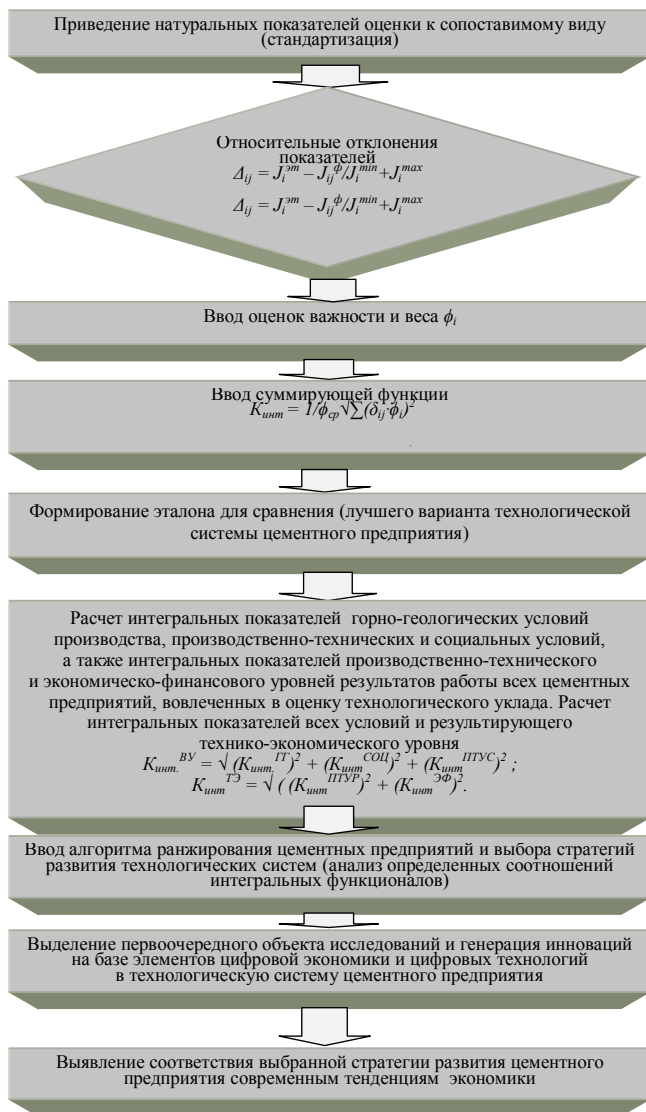 Приведение натуральных показателей оценки к сопоставимому виду
(стандартизация)
Относительные отклонения
показателей
Δij = Jiэт – Jijф/Jimin+Jimax
Δij = Jiэт – Jijф/Jimin+Jimax
Ввод оценок важности и веса ϕi
Ввод суммирующей функции
Kинт = 1/ϕср√∑(δij·ϕi)2
Формирование эталона для сравнения (лучшего варианта технологической
системы цементного предприятия)
Расчет интегральных показателей горно-геологических условий
производства, производственно-технических и социальных условий,
а также интегральных показателей производственно-технического
и экономическо-финансового уровней результатов работы всех цементных
предприятий, вовлеченных в оценку технологического уклада. Расчет
интегральных показателей всех условий и результирующего
технико-экономического уровня
Kинт.ВУ = √ (Kинт.ГГ)2 + (KинтСОЦ)2 + (KинтПТУС)2 ;
KинтТЭ = √ ( (KинтПТУР)2 + (KинтЭФ)2.
Ввод алгоритма ранжирования цементных предприятий и выбора стратегий
развития технологических систем (анализ определенных соотношений
интегральных функционалов)
Выделение первоочередного объекта исследований и генерация инноваций
на базе элементов цифровой экономики и цифровых технологий
в технологическую систему цементного предприятия
Выявление соответствия выбранной стратегии развития цементного
предприятия современным тенденциям экономики